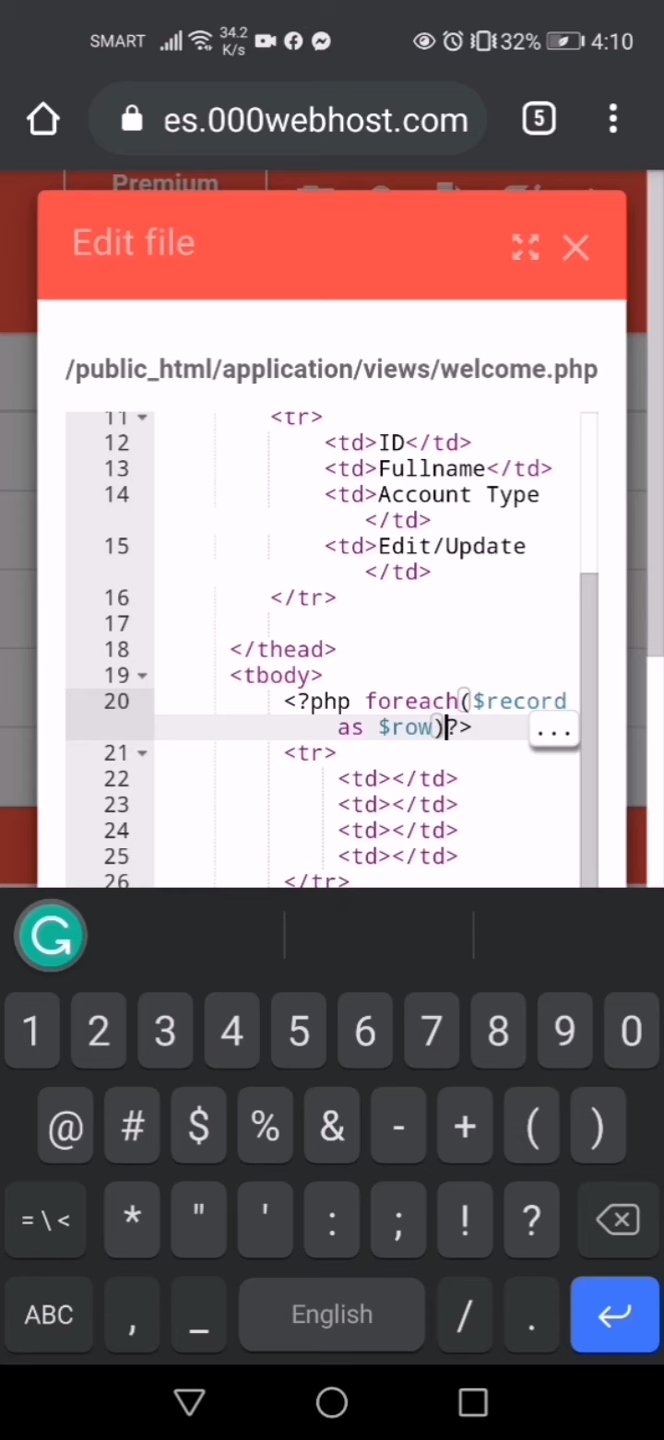 SMART 34.2 K/s 32% 4:10
es.000webhost.com 5
Premium
Edit file
/public_html/application/views/welcome.php
11 <tr>
12 <td>ID</td>
13 <td>Fullname</td>
14 <td>Account Type
</td>
15 <td>Edit/Update
</td>
16 </tr>
17
18 </thead>
19 <tbody>
20 <?php foreach($record
as $row)?> ...
21 <tr>
22 <td></td>
23 <td></td>
24 <td></td>
25 <td></td>
26 </tr>
1 2 3 4 5 6 7 8 9 0
@ # $ % & - + ( )
=\< * " ' : ; ! ?
ABC , _ English / .